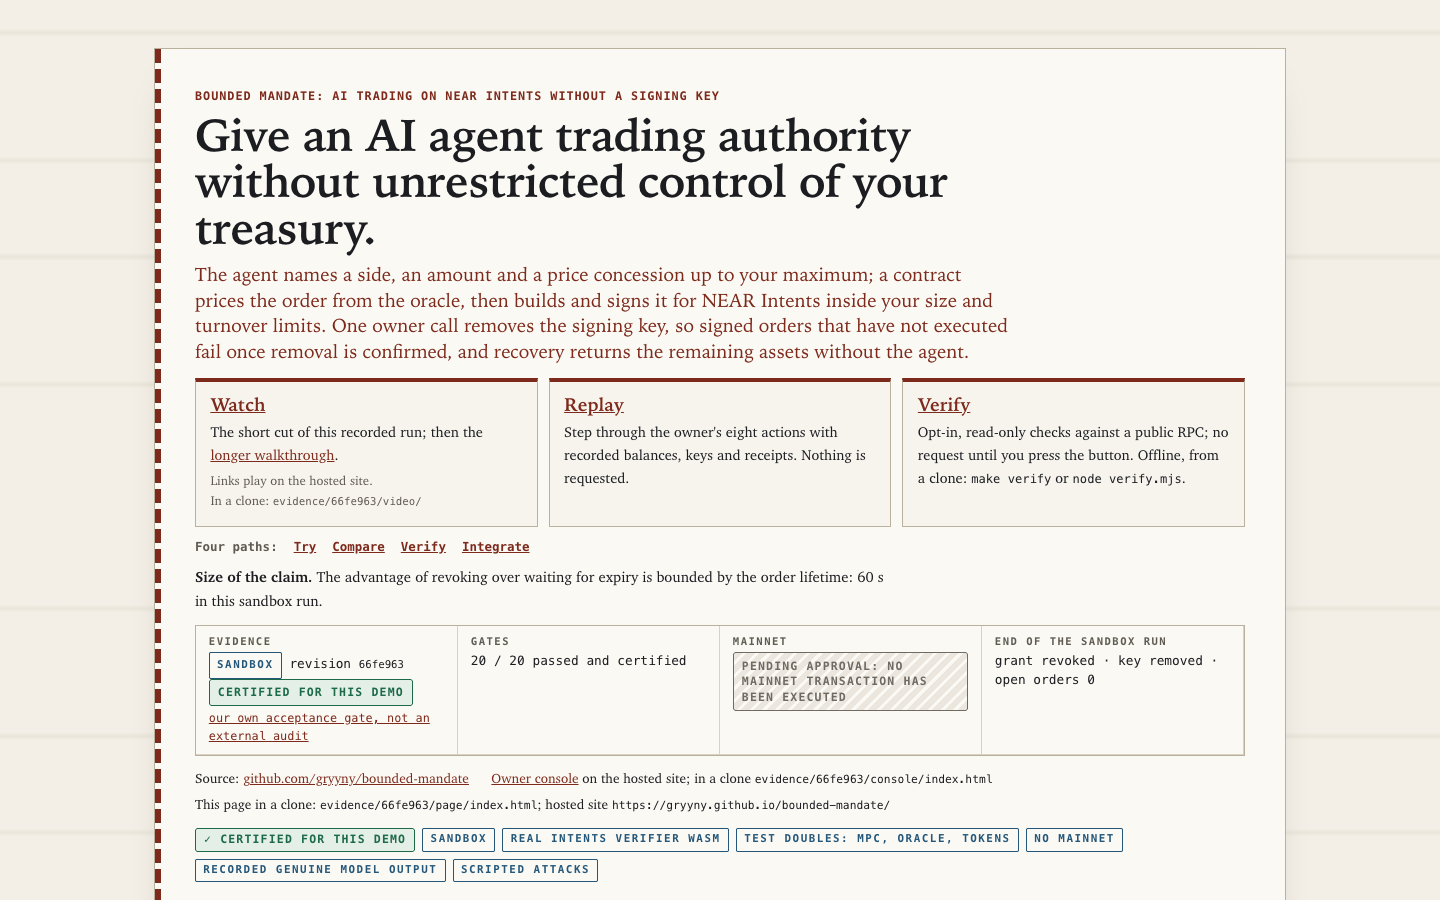 BOUNDED MANDATE: AI TRADING ON NEAR INTENTS WITHOUT A SIGNING KEY
Give an AI agent trading authority
without unrestricted control of your
treasury.
The agent names a side, an amount and a price concession up to your maximum; a contract
prices the order from the oracle, then builds and signs it for NEAR Intents inside your size and
turnover limits. One owner call removes the signing key, so signed orders that have not executed
fail once removal is confirmed, and recovery returns the remaining assets without the agent.
Watch
The short cut of this recorded run; then the
longer walkthrough.
Links play on the hosted site.
In a clone: evidence/66fe963/video/
Replay
Step through the owner's eight actions with
recorded balances, keys and receipts. Nothing is
requested.
Verify
Opt-in, read-only checks against a public RPC; no
request until you press the button. Offline, from
a clone: make verify or node verify.mjs.
Four paths: Try Compare Verify Integrate
Size of the claim. The advantage of revoking over waiting for expiry is bounded by the order lifetime: 60 s
in this sandbox run.
EVIDENCE
SANDBOX revision 66fe963
CERTIFIED FOR THIS DEMO
our own acceptance gate, not an
external audit
GATES
20 / 20 passed and certified
MAINNET
PENDING APPROVAL: NO
MAINNET TRANSACTION HAS
BEEN EXECUTED
END OF THE SANDBOX RUN
grant revoked · key removed ·
open orders 0
Source: github.com/gryyny/bounded-mandate Owner console on the hosted site; in a clone evidence/66fe963/console/index.html
This page in a clone: evidence/66fe963/page/index.html; hosted site https://gryyny.github.io/bounded-mandate/
✓ CERTIFIED FOR THIS DEMO SANDBOX REAL INTENTS VERIFIER WASM TEST DOUBLES: MPC, ORACLE, TOKENS NO MAINNET
RECORDED GENUINE MODEL OUTPUT SCRIPTED ATTACKS